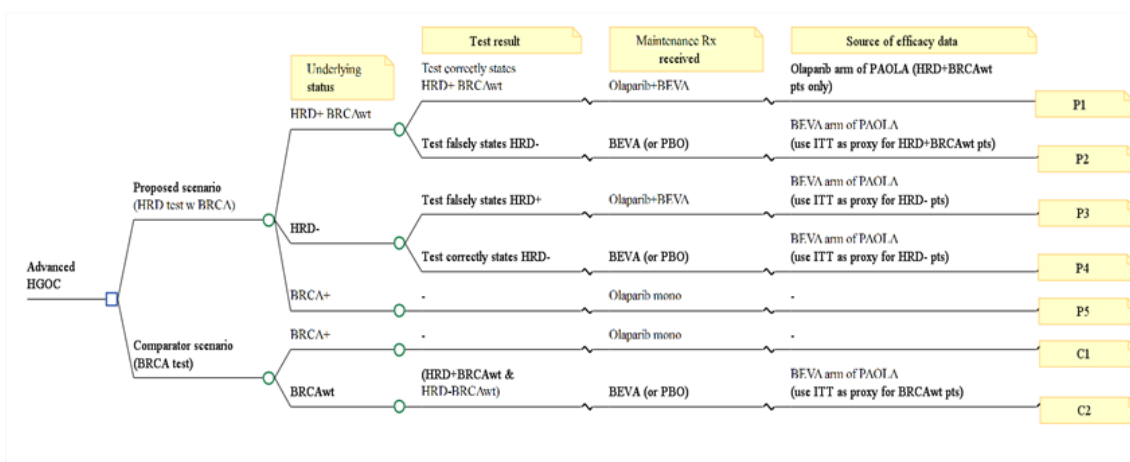 Test result
Maintenance Rx
received
Source of efficacy data
Underlying
status
Test correctly states
HRD+ BRCAwt
Olaparib+BEVA
Olaparib arm of PAOLA (HRD+BRCAwt
pts only)
P1
HRD+ BRCAwt
Test falsely states HRD-
BEVA (or PBO)
BEVA arm of PAOLA
(use ITT as proxy for HRD+BRCAwt pts)
P2
Proposed scenario
(HRD test w BRCA)
Test falsely states HRD+
Olaparib+BEVA
BEVA arm of PAOLA
(use ITT as proxy for HRD- pts)
P3
HRD-
Test correctly states HRD-
BEVA (or PBO)
BEVA arm of PAOLA
(use ITT as proxy for HRD- pts)
P4
Advanced
HGOC
BRCA+
-
Olaparib mono
-
P5
Comparator scenario
(BRCA test)
BRCA+
-
Olaparib mono
-
C1
BRCAwt
(HRD+BRCAwt &
HRD-BRCAwt)
BEVA (or PBO)
BEVA arm of PAOLA
(use ITT as proxy for BRCAwt pts)
C2